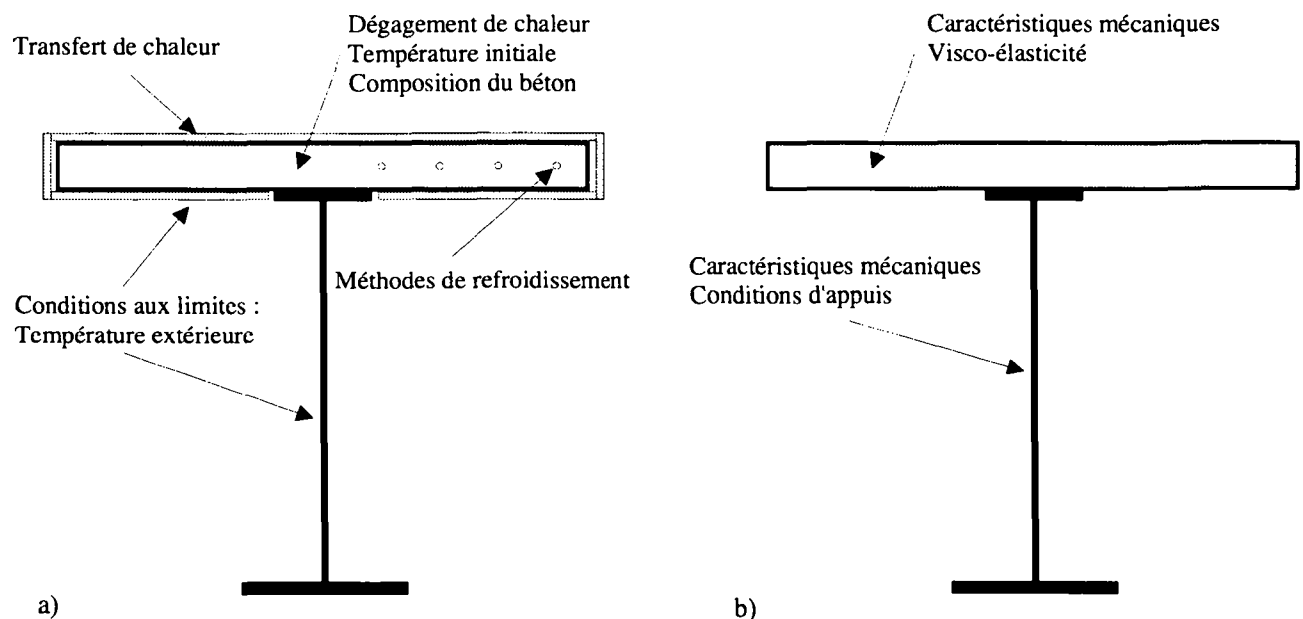 Transfert de chaleur
Dégagement de chaleur
Température initiale
Composition du béton
Méthodes de refroidissement
Conditions aux limites :
Température extérieure
a)
Caractéristiques mécaniques
Visco-élasticité
Caractéristiques mécaniques
Conditions d'appuis
b)